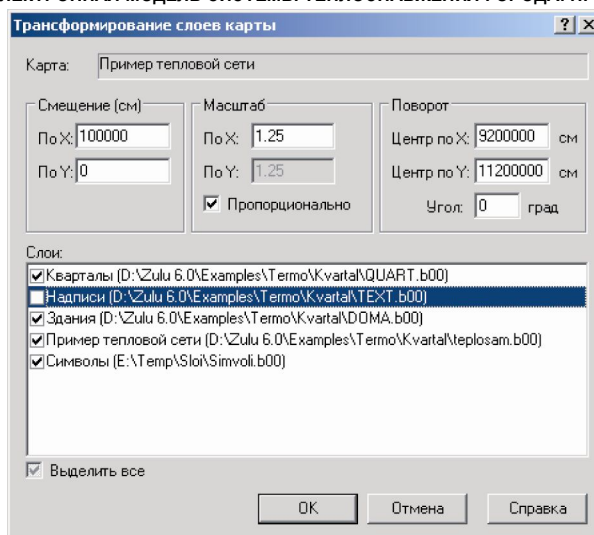 Трансформирование слоев карты
Карта: Пример тепловой сети
Смещение (см)
По X: 100000
По Y: 0
Масштаб
По X: 1.25
По Y: 1.25
Пропорционально
Поворот
Центр по X: 9200000 см
Центр по Y: 11200000 см
Угол: 0 град
Слои:
Кварталы (D:\Zulu 6.0\Examples\Termo\Kvartal\QUART.b00)
Надписи (D:\Zulu 6.0\Examples\Termo\Kvartal\TEXT.b00)
Здания (D:\Zulu 6.0\Examples\Termo\Kvartal\DOMA.b00)
Пример тепловой сети (D:\Zulu 6.0\Examples\Termo\Kvartal\teplosam.b00)
Символы (E:\Temp\Sloi\Simvoli.b00)
Выделить все
OK Отмена Справка